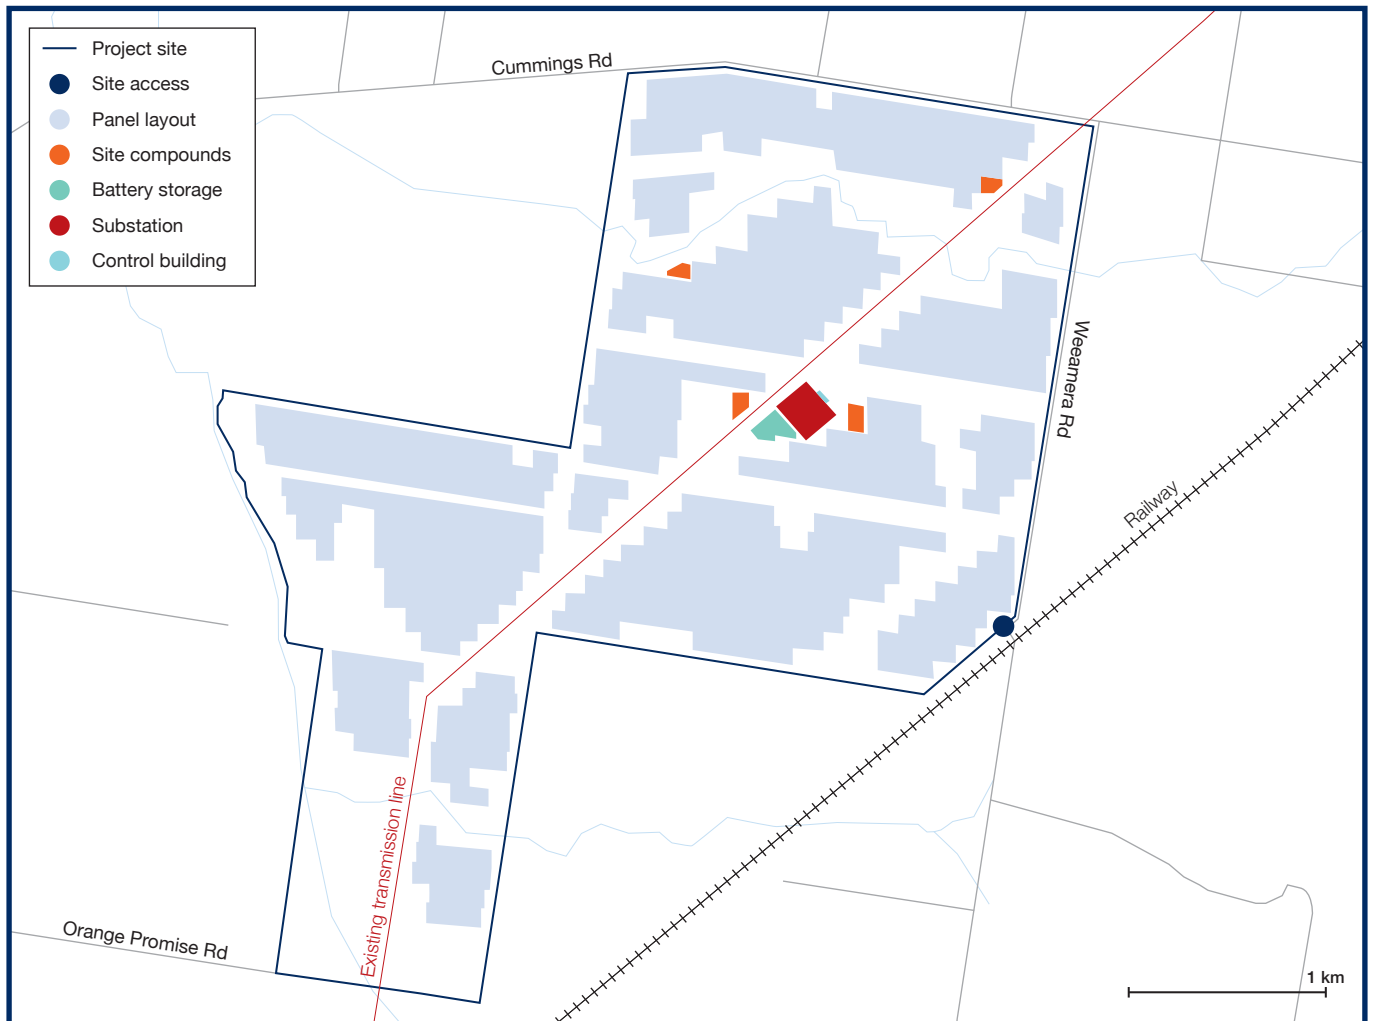 Project site
Site access
Panel layout
Site compounds
Battery storage
Substation
Control building
Cummings Rd
Weeamera Rd
Railway
Existing transmission line
Orange Promise Rd
1 km